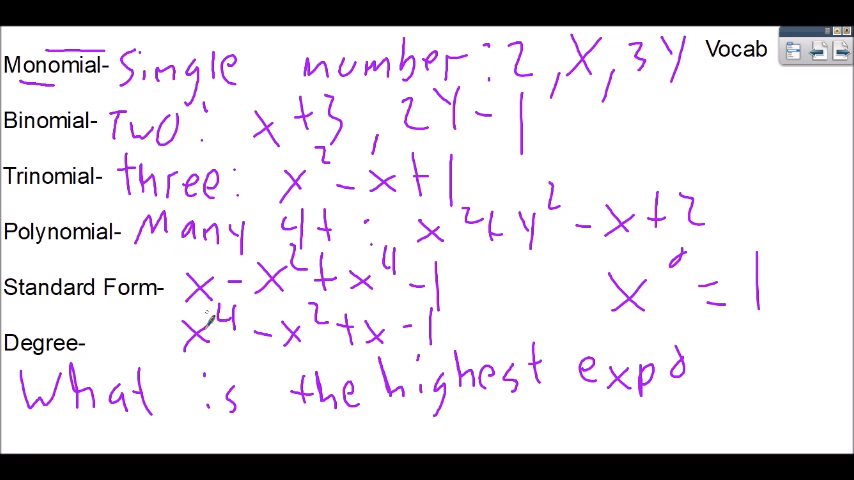 Monomial- Single number: 2, X, 3Y Vocab
Binomial- Two: x+3, 2Y-1
Trinomial- three: x² - x+1
Polynomial- Many 4+: x²+y² - x+2
Standard Form- x - x²+x⁴ -1 x⁰ = 1
x⁴ - x²+x-1
Degree-
What is the highest expo